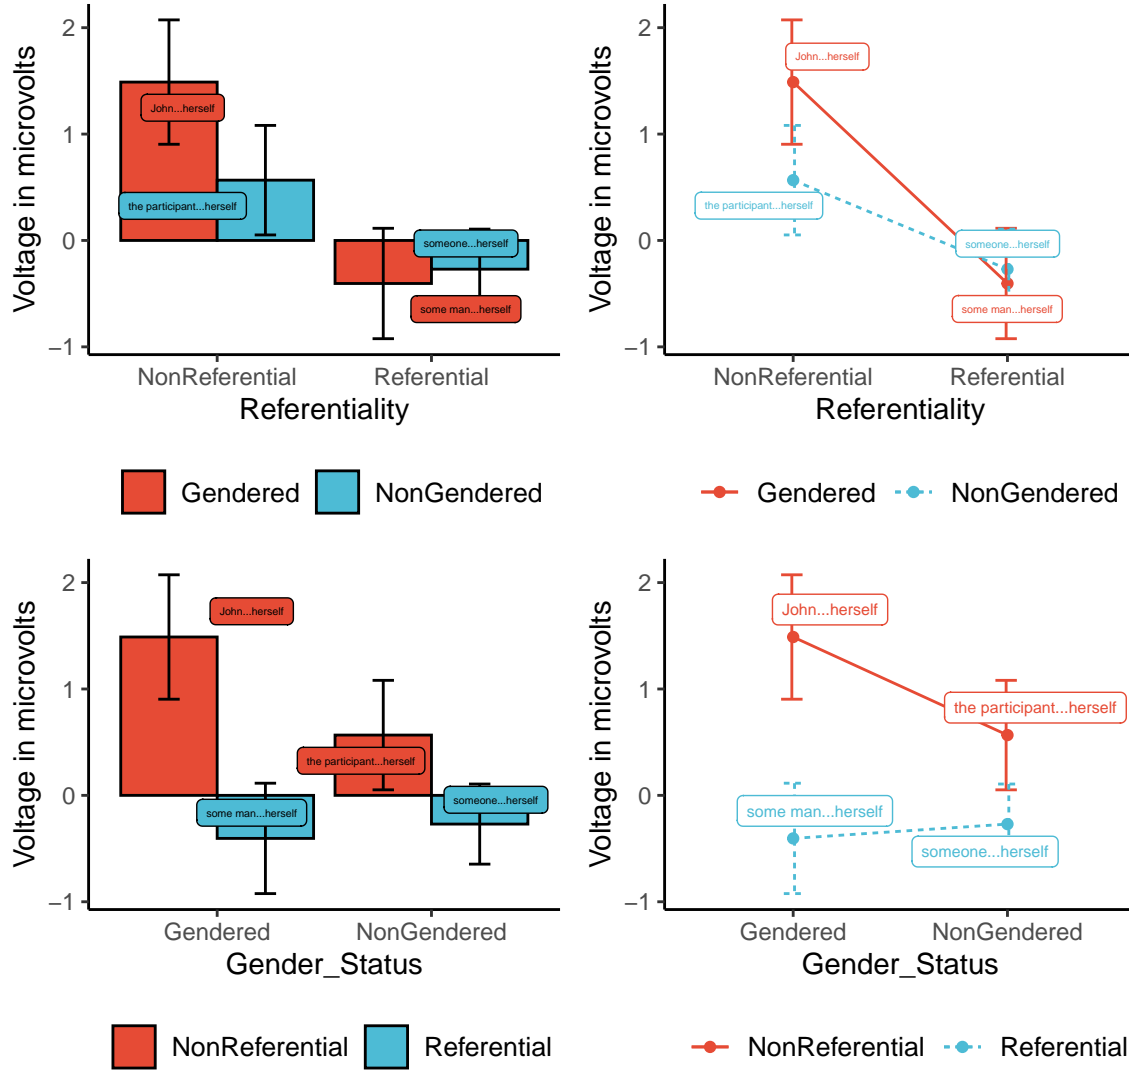 Voltage in microvolts
2
1
0
−1
John...herself
the participant...herself
someone...herself
some man...herself
NonReferential Referential
Referentiality
Gendered NonGendered
Voltage in microvolts
2
1
0
−1
John...herself
the participant...herself
someone...herself
some man...herself
NonReferential Referential
Referentiality
Gendered NonGendered
Voltage in microvolts
2
1
0
−1
John...herself
the participant...herself
some man...herself
someone...herself
Gendered NonGendered
Gender_Status
NonReferential Referential
Voltage in microvolts
2
1
0
−1
John...herself
the participant...herself
some man...herself
someone...herself
Gendered NonGendered
Gender_Status
NonReferential Referential